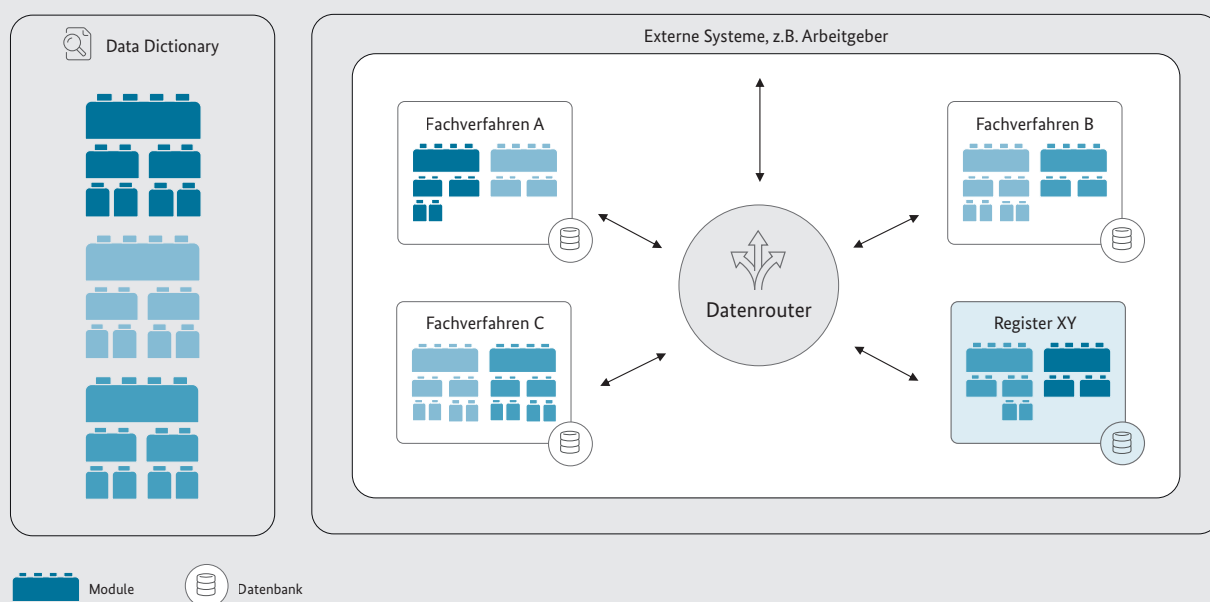 Data Dictionary
Externe Systeme, z.B. Arbeitgeber
Fachverfahren A
Fachverfahren B
Datenrouter
Fachverfahren C
Register XY
Module
Datenbank